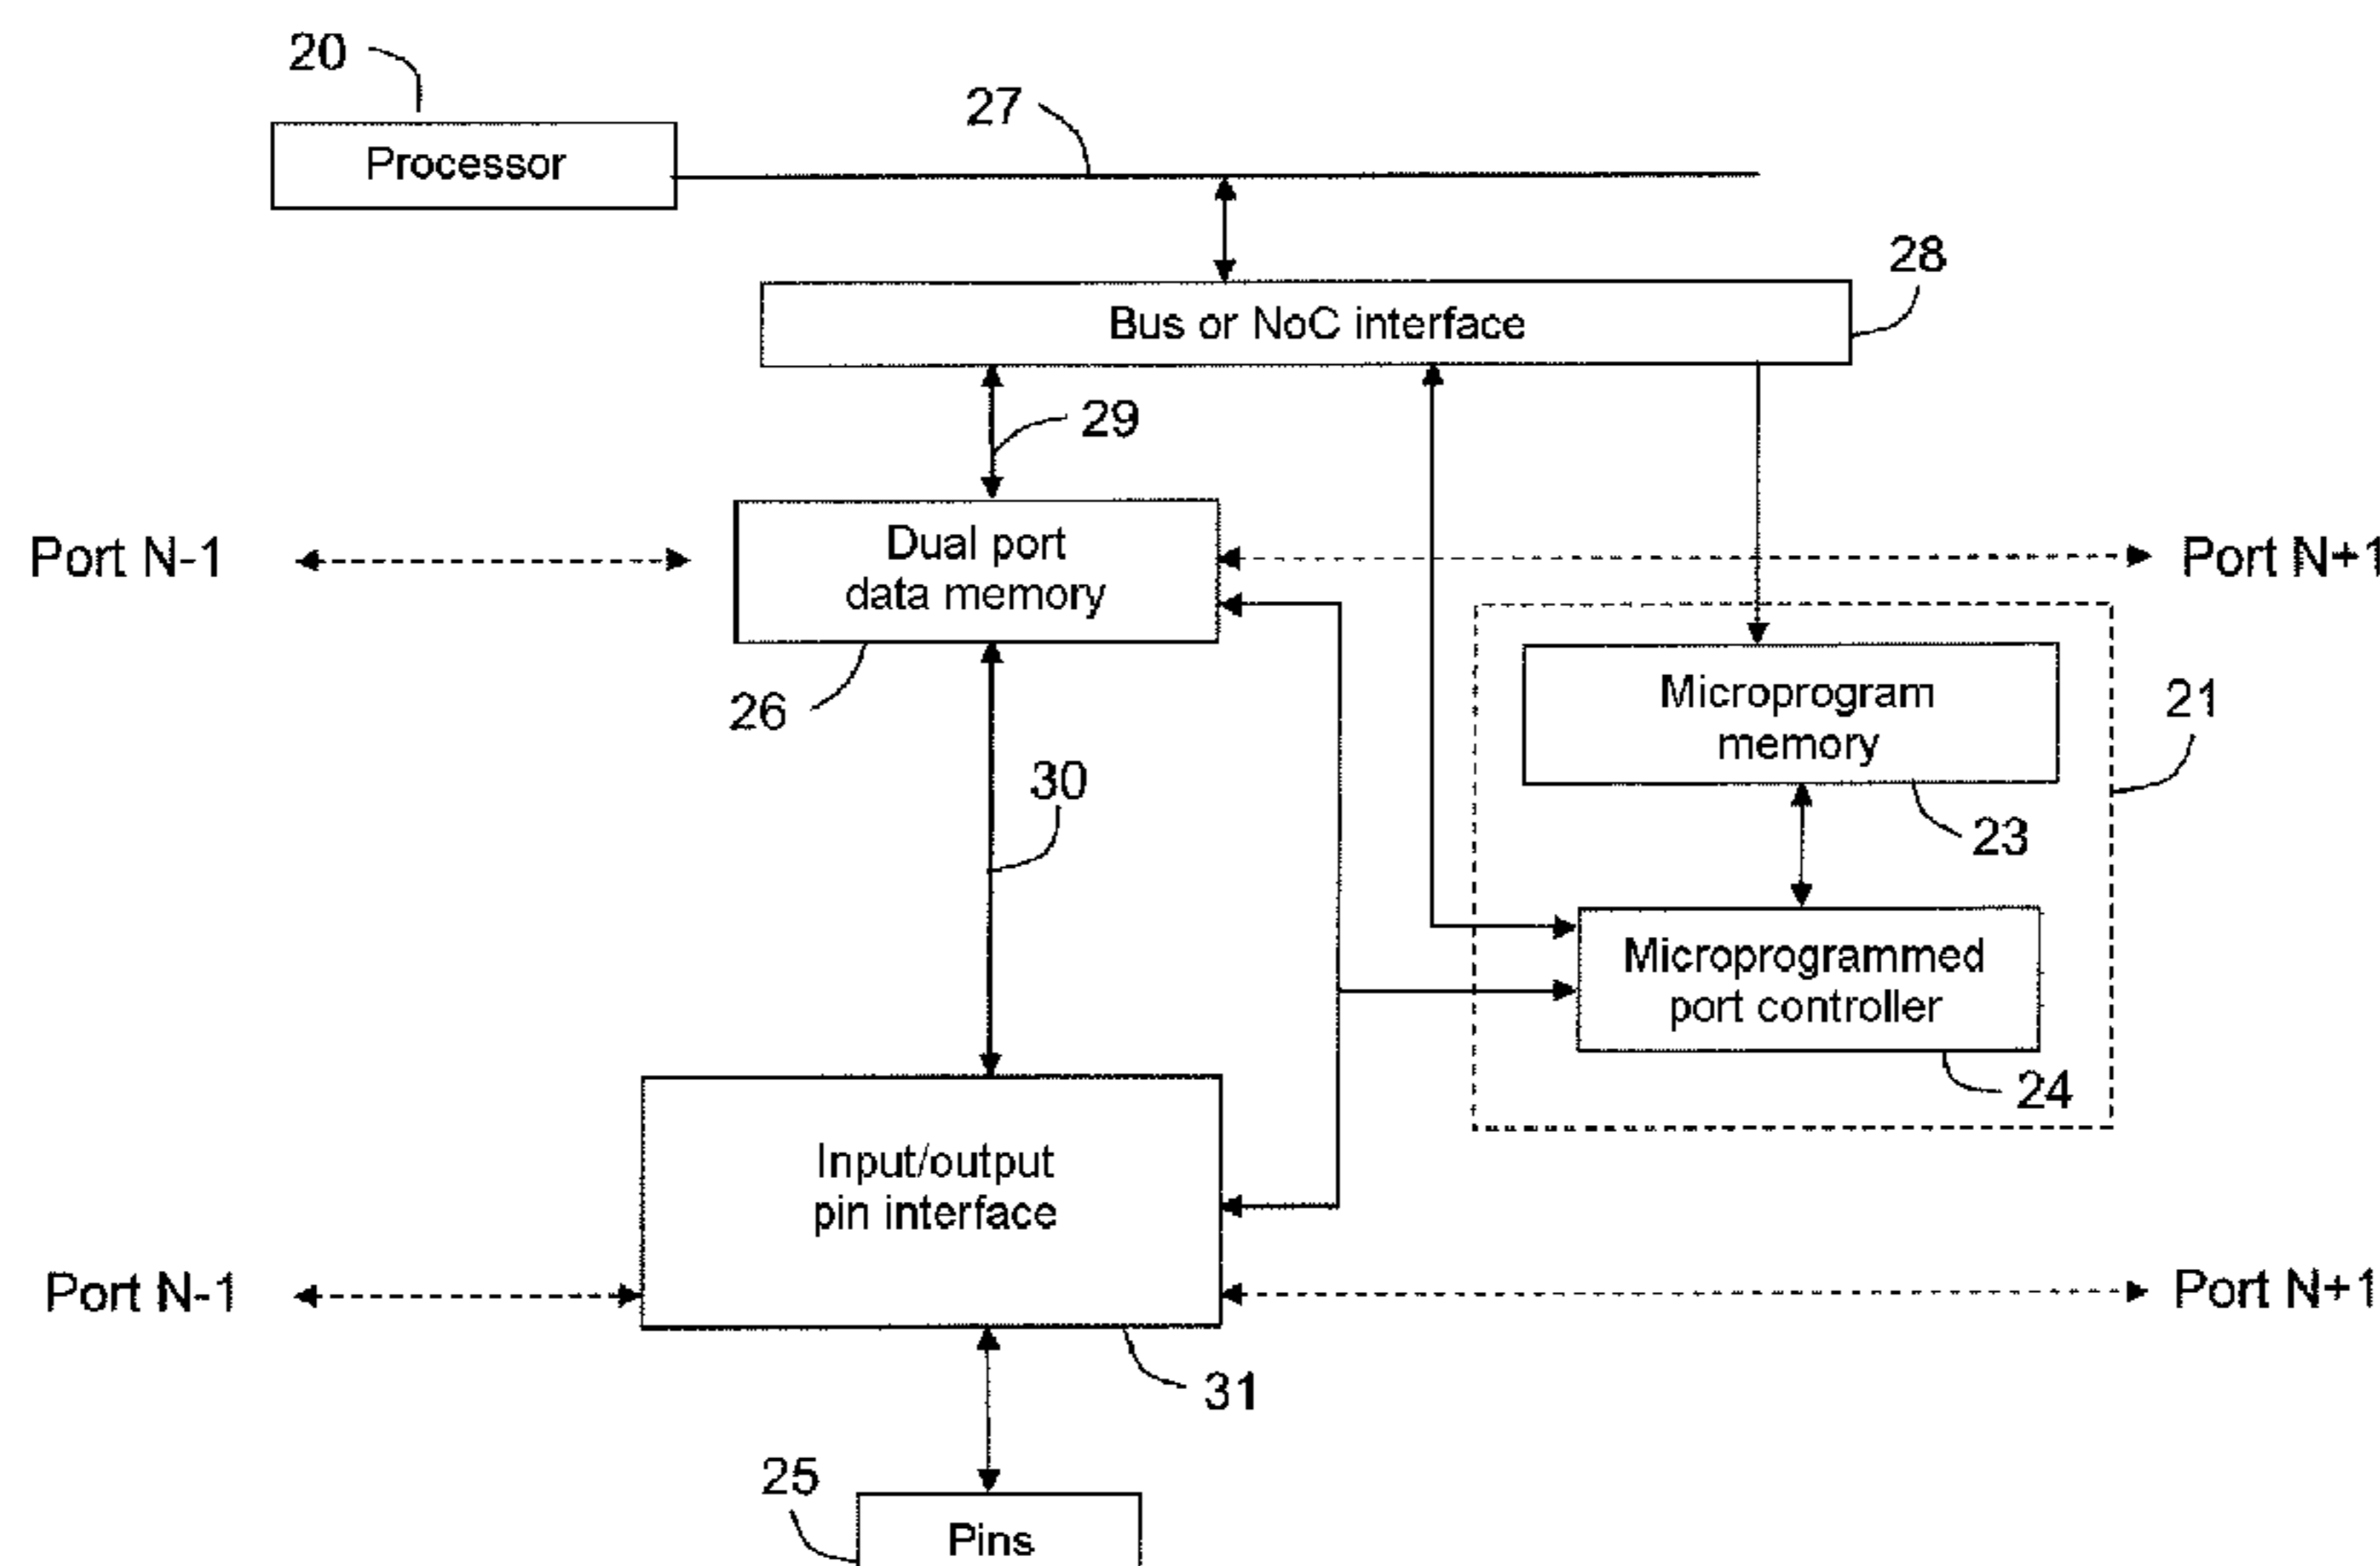 20
27
Processor
28
Bus or NoC interface
29
Port N-1
Dual port
data memory
Port N+1
26
Microprogram
memory
21
30
23
Microprogrammed
port controller
24
Input/output
pin interface
Port N-1
Port N+1
31
25
Pins